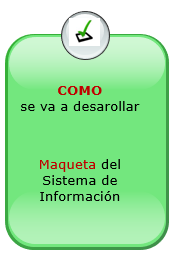 COMO
se va a desarollar
Maqueta del
Sistema de
Información